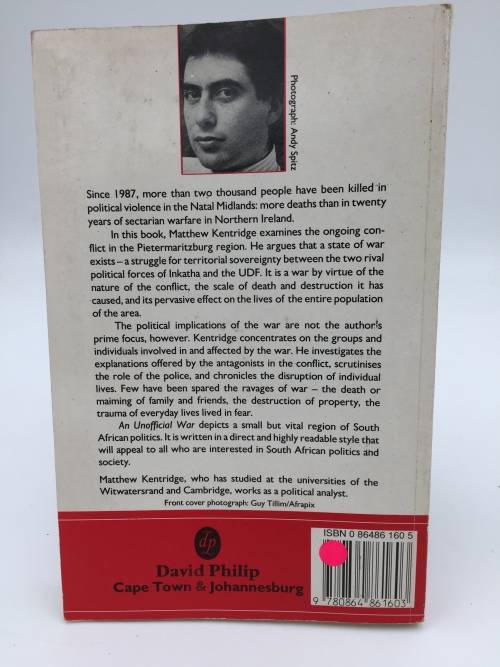 Photograph: Andy Spitz
Since 1987, more than two thousand people have been killed in
political violence in the Natal Midlands: more deaths than in twenty
years of sectarian warfare in Northern Ireland.
In this book, Matthew Kentridge examines the ongoing con-
flict in the Pietermaritzburg region. He argues that a state of war
exists – a struggle for territorial sovereignty between the two rival
political forces of Inkatha and the UDF. It is a war by virtue of the
nature of the conflict, the scale of death and destruction it has
caused, and its pervasive effect on the lives of the entire population
of the area.
The political implications of the war are not the author's
prime focus, however. Kentridge concentrates on the groups and
individuals involved in and affected by the war. He investigates the
explanations offered by the antagonists in the conflict, scrutinises
the role of the police, and chronicles the disruption of individual
lives. Few have been spared the ravages of war – the death or
maiming of family and friends, the destruction of property, the
trauma of everyday lives lived in fear.
An Unofficial War depicts a small but vital region of South
African politics. It is written in a direct and highly readable style that
will appeal to all who are interested in South African politics and
society.
Matthew Kentridge, who has studied at the universities of the
Witwatersrand and Cambridge, works as a political analyst.
Front cover photograph: Guy Tillim/Afrapix
dp
David Philip
Cape Town & Johannesburg
ISBN 0 86486 160 5
9 780864 861603